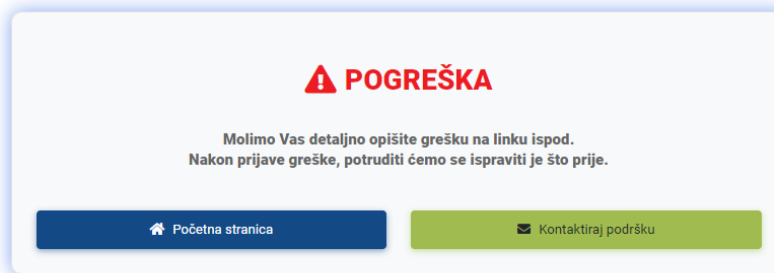 POGREŠKA
Molimo Vas detaljno opišite grešku na linku ispod.
Nakon prijave greške, potruditi ćemo se ispraviti je što prije.
Početna stranica
Kontaktiraj podršku